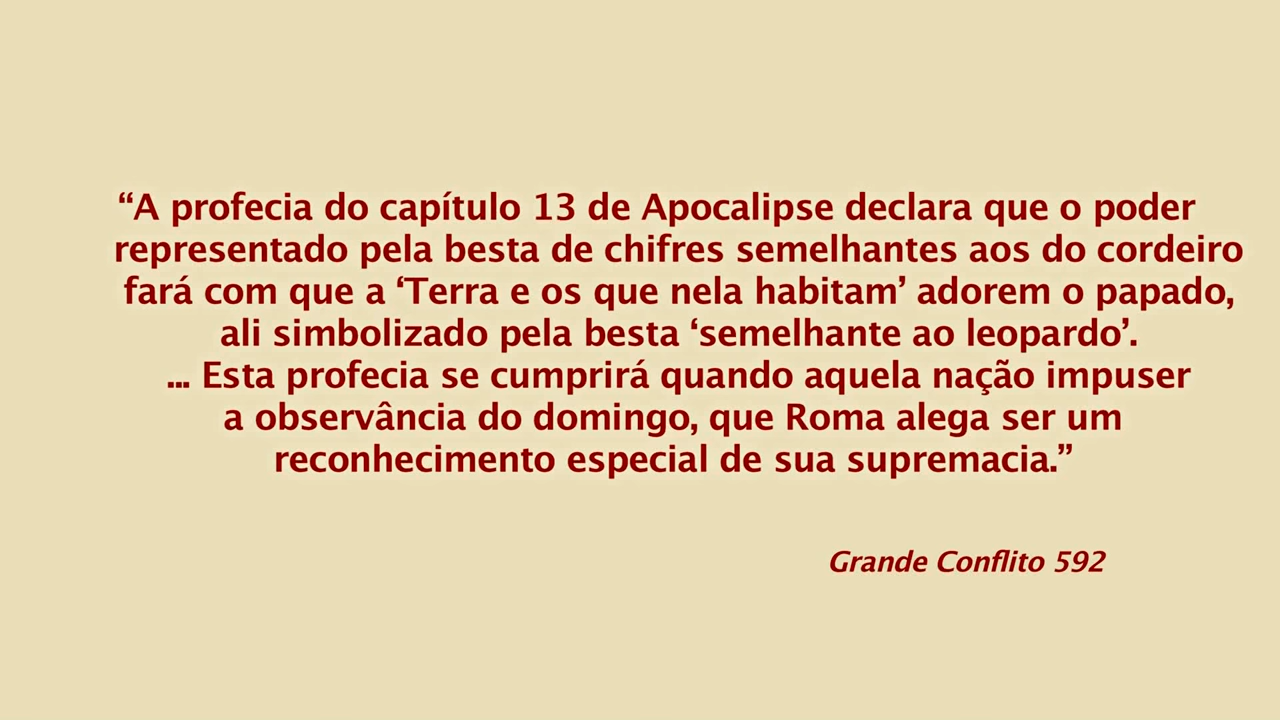 “A profecia do capítulo 13 de Apocalipse declara que o poder
representado pela besta de chifres semelhantes aos do cordeiro
fará com que a ‘Terra e os que nela habitam’ adorem o papado,
ali simbolizado pela besta ‘semelhante ao leopardo’.
... Esta profecia se cumprirá quando aquela nação impuser
a observância do domingo, que Roma alega ser um
reconhecimento especial de sua supremacia.”
Grande Conflito 592